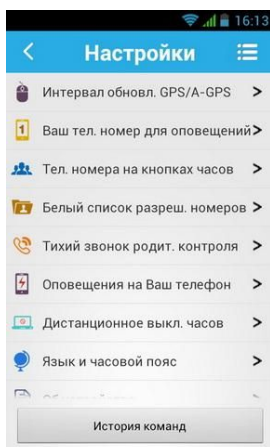 16:13
Настройки
Интервал обновл. GPS/A-GPS
Ваш тел. номер для оповещений
Тел. номера на кнопках часов
Белый список разреш. номеров
Тихий звонок родит. контроля
Оповещения на Ваш телефон
Дистанционное выкл. часов
Язык и часовой пояс
История команд